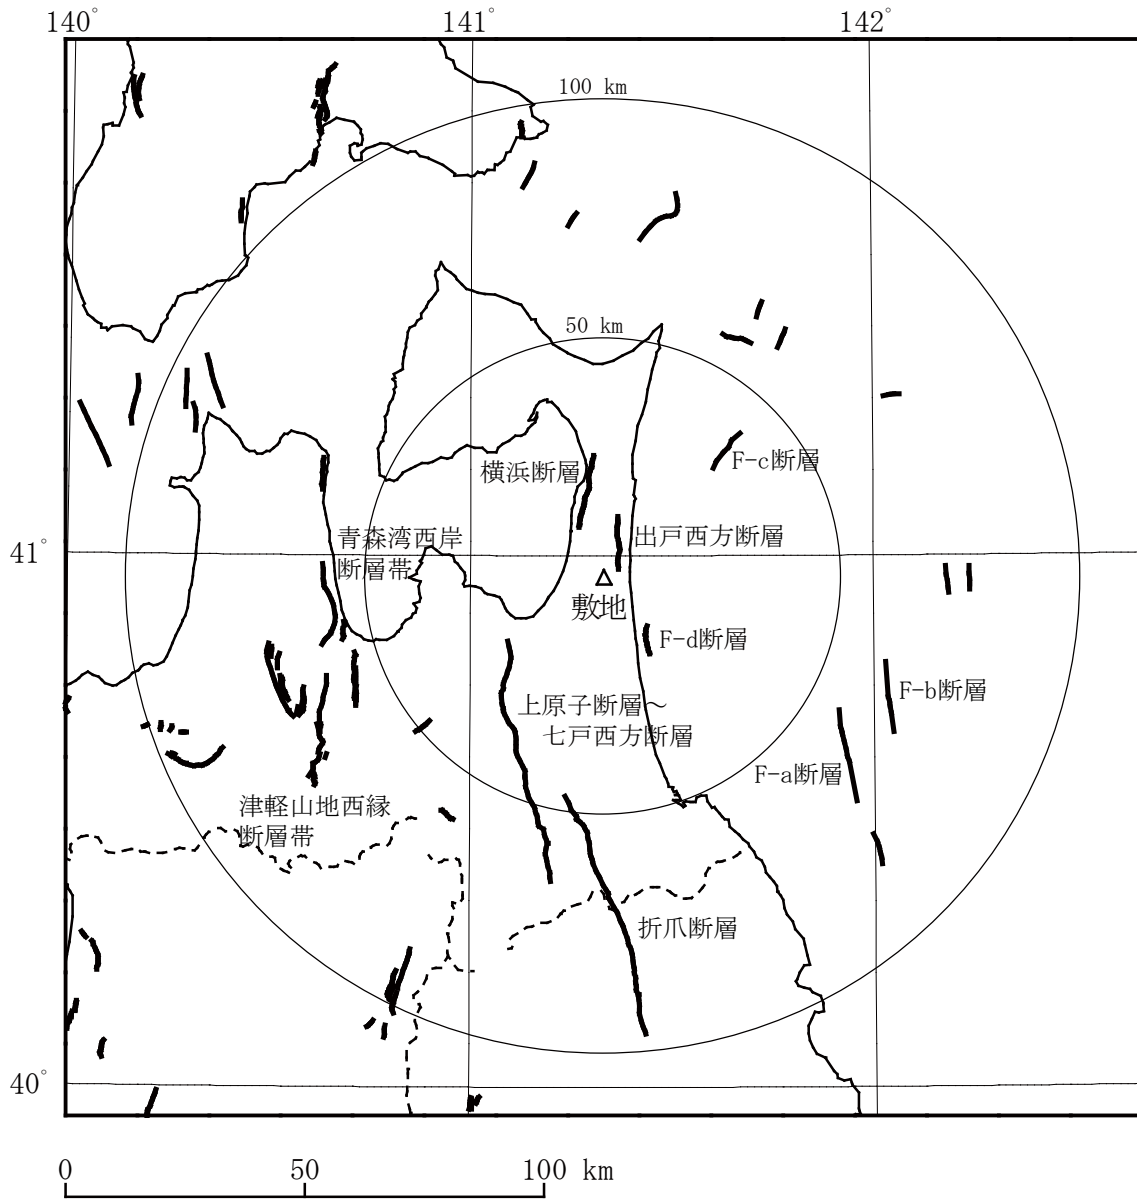 140°
141°
142°
100 km
50 km
横浜断層
F-c断層
41°
青森湾西岸
断層帯
出戸西方断層
敷地
F-d断層
F-b断層
上原子断層～
七戸西方断層
F-a断層
津軽山地西縁
断層帯
折爪断層
40°
0
50
100 km